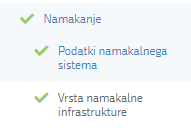 Namakanje
Podatki namakalnega
sistema
Vrsta namakalne
infrastrukture